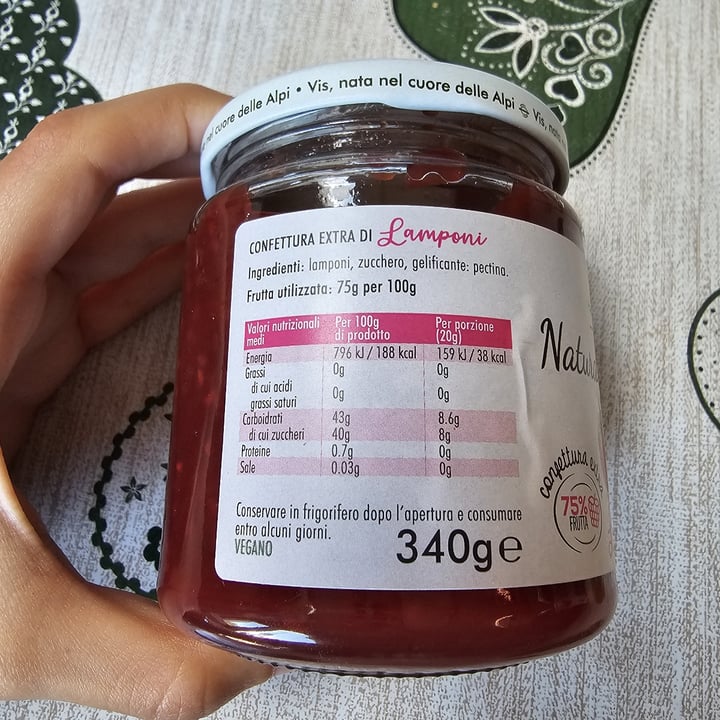 cuore delle Alpi • Vis, nata nel cuore delle Alpi Vis, nata
CONFETTURA EXTRA DI Lamponi
Ingredienti: lamponi, zucchero, gelificante: pectina.
Frutta utilizzata: 75g per 100g
Valori nutrizionali medi Per 100g di prodotto Per porzione (20g)
Energia 796 kJ / 188 kcal 159 kJ / 38 kcal
Grassi 0g 0g
di cui acidi grassi saturi 0g 0g
Carboidrati 43g 8.6g
di cui zuccheri 40g 8g
Proteine 0.7g 0g
Sale 0.03g 0g
Conservare in frigorifero dopo l'apertura e consumare
entro alcuni giorni.
VEGANO
340g e
confettura
75%
FRUTTA